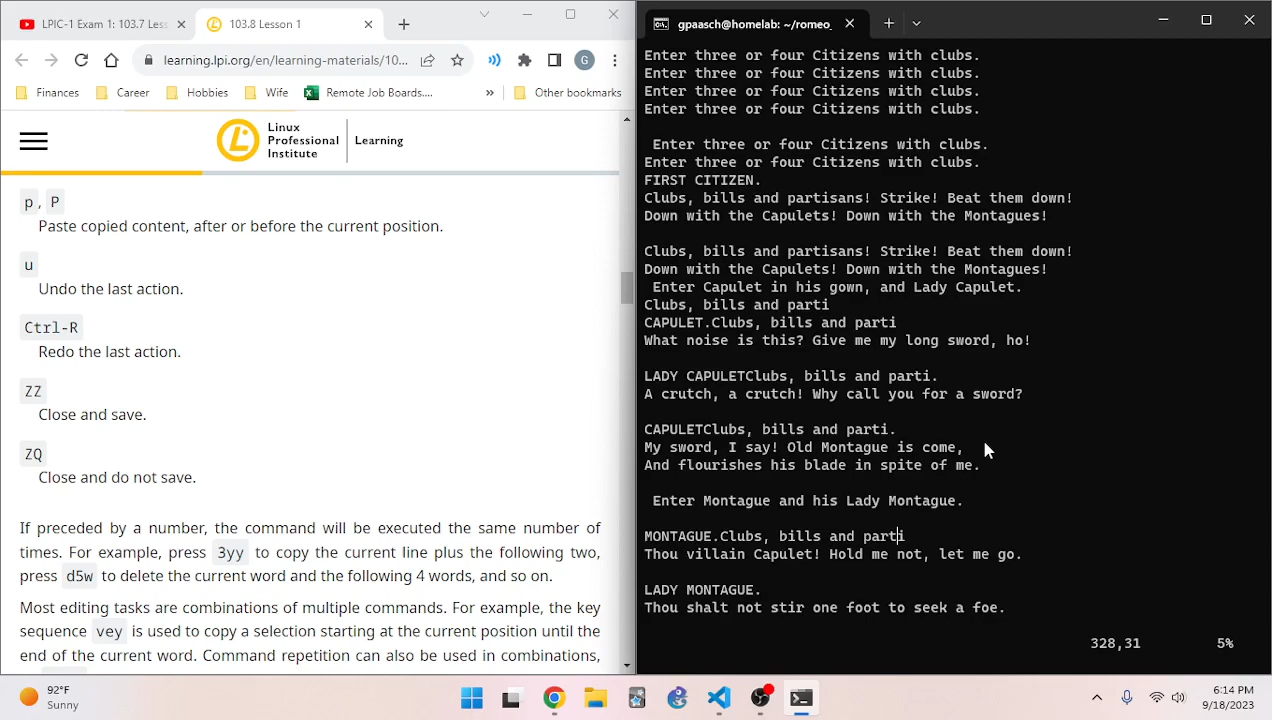 LPIC-1 Exam 1: 103.7 Les
103.8 Lesson 1
learning.lpi.org/en/learning-materials/10...
G
Finances
Career
Hobbies
Wife
Remote Job Boards....
»
Other bookmarks
Linux
Professional
Institute
Learning
p, P
Paste copied content, after or before the current position.
u
Undo the last action.
Ctrl-R
Redo the last action.
ZZ
Close and save.
ZQ
Close and do not save.
If preceded by a number, the command will be executed the same number of
times. For example, press 3yy to copy the current line plus the following two,
press d5w to delete the current word and the following 4 words, and so on.
Most editing tasks are combinations of multiple commands. For example, the key
sequence vey is used to copy a selection starting at the current position until the
end of the current word. Command repetition can also be used in combinations,
gpaasch@homelab: ~/romeo_
Enter three or four Citizens with clubs.
Enter three or four Citizens with clubs.
Enter three or four Citizens with clubs.
Enter three or four Citizens with clubs.
Enter three or four Citizens with clubs.
Enter three or four Citizens with clubs.
FIRST CITIZEN.
Clubs, bills and partisans! Strike! Beat them down!
Down with the Capulets! Down with the Montagues!
Clubs, bills and partisans! Strike! Beat them down!
Down with the Capulets! Down with the Montagues!
Enter Capulet in his gown, and Lady Capulet.
Clubs, bills and parti
CAPULET.Clubs, bills and parti
What noise is this? Give me my long sword, ho!
LADY CAPULETClubs, bills and parti.
A crutch, a crutch! Why call you for a sword?
CAPULETClubs, bills and parti.
My sword, I say! Old Montague is come,
And flourishes his blade in spite of me.
Enter Montague and his Lady Montague.
MONTAGUE.Clubs, bills and parti
Thou villain Capulet! Hold me not, let me go.
LADY MONTAGUE.
Thou shalt not stir one foot to seek a foe.
328,31 5%
92°F
Sunny
6:14 PM
9/18/2023